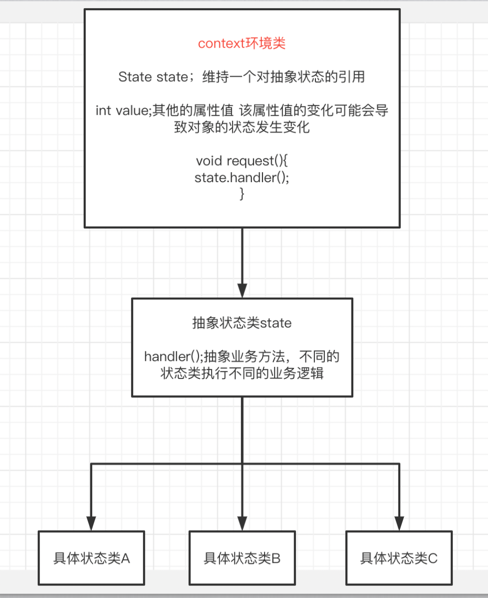 context环境类
State state；维持一个对抽象状态的引用
int value;其他的属性值 该属性值的变化可能会导
致对象的状态发生变化
void request(){
state.handler();
}
抽象状态类state
handler();抽象业务方法，不同的
状态类执行不同的业务逻辑
具体状态类A
具体状态类B
具体状态类C